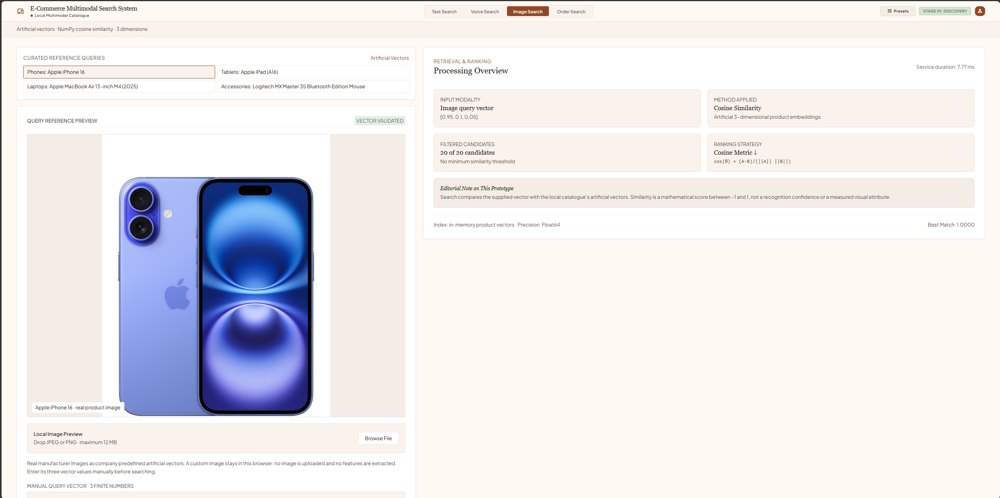 E-Commerce Multimodal Search System
Local Multimodal Catalogue
Text Search
Voice Search
Image Search
Order Search
Presets
STAGE 01: DISCOVERY
Artificial vectors · NumPy cosine similarity · 3 dimensions
CURATED REFERENCE QUERIES
Artificial Vectors
Phones: Apple iPhone 16
Tablets: Apple iPad (A16)
Laptops: Apple MacBook Air 13-inch M4 (2025)
Accessories: Logitech MX Master 3S Bluetooth Edition Mouse
QUERY REFERENCE PREVIEW
VECTOR VALIDATED
Apple iPhone 16 · real product image
Local Image Preview
Drop JPEG or PNG · maximum 12 MB
Browse File
Real manufacturer images accompany predefined artificial vectors. A custom image stays in this browser: no image is uploaded and no features are extracted.
Enter its three vector values manually before searching.
MANUAL QUERY VECTOR · 3 FINITE NUMBERS
RETRIEVAL & RANKING
Processing Overview
Service duration: 7.77 ms
INPUT MODALITY
Image query vector
[0.95, 0.1, 0.05]
METHOD APPLIED
Cosine Similarity
Artificial 3-dimensional product embeddings
FILTERED CANDIDATES
20 of 20 candidates
No minimum similarity threshold
RANKING STRATEGY
Cosine Metric ↓
cos(θ) = (A·B)/(||A|| ||B||)
Editorial Note on This Prototype
Search compares the supplied vector with the local catalogue's artificial vectors. Similarity is a mathematical score between -1 and 1, not a recognition confidence or a measured visual attribute.
Index: in-memory product vectors · Precision: Float64
Best Match: 1.0000